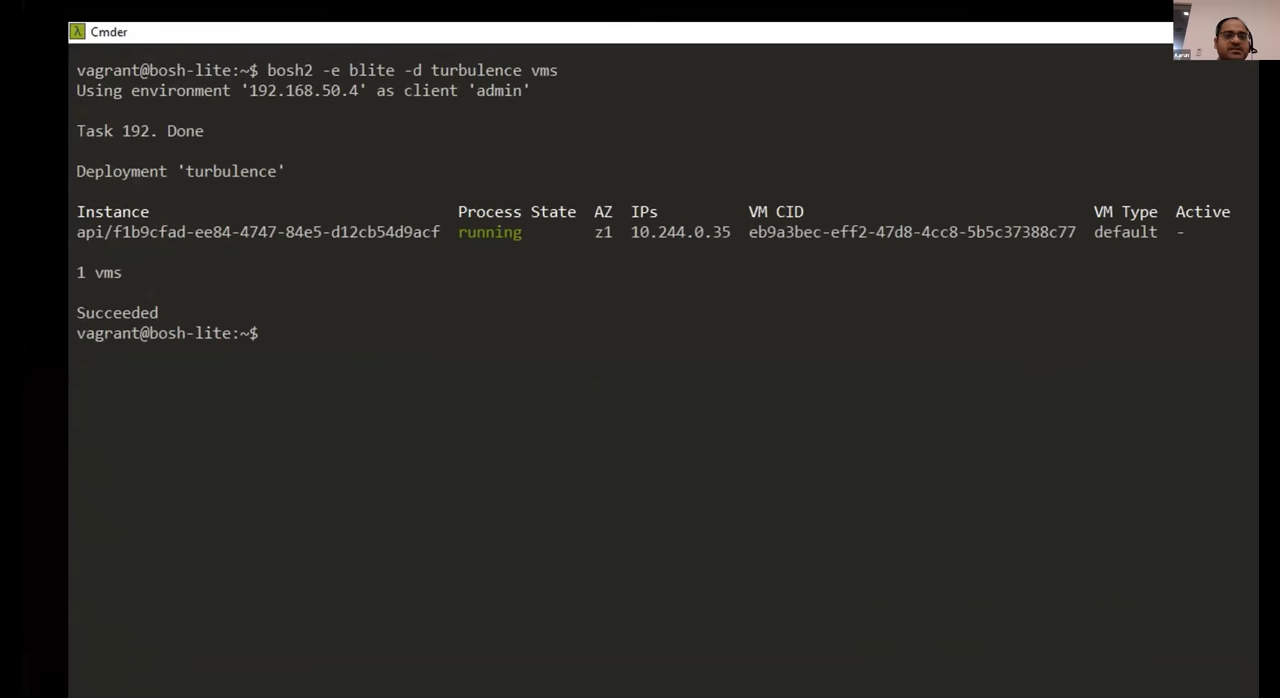 Cmder
vagrant@bosh-lite:~$ bosh2 -e blite -d turbulence vms
Using environment '192.168.50.4' as client 'admin'
Task 192. Done
Deployment 'turbulence'
Instance Process State AZ IPs VM CID VM Type Active
api/f1b9cfad-ee84-4747-84e5-d12cb54d9acf running z1 10.244.0.35 eb9a3bec-eff2-47d8-4cc8-5b5c37388c77 default -
1 vms
Succeeded
vagrant@bosh-lite:~$